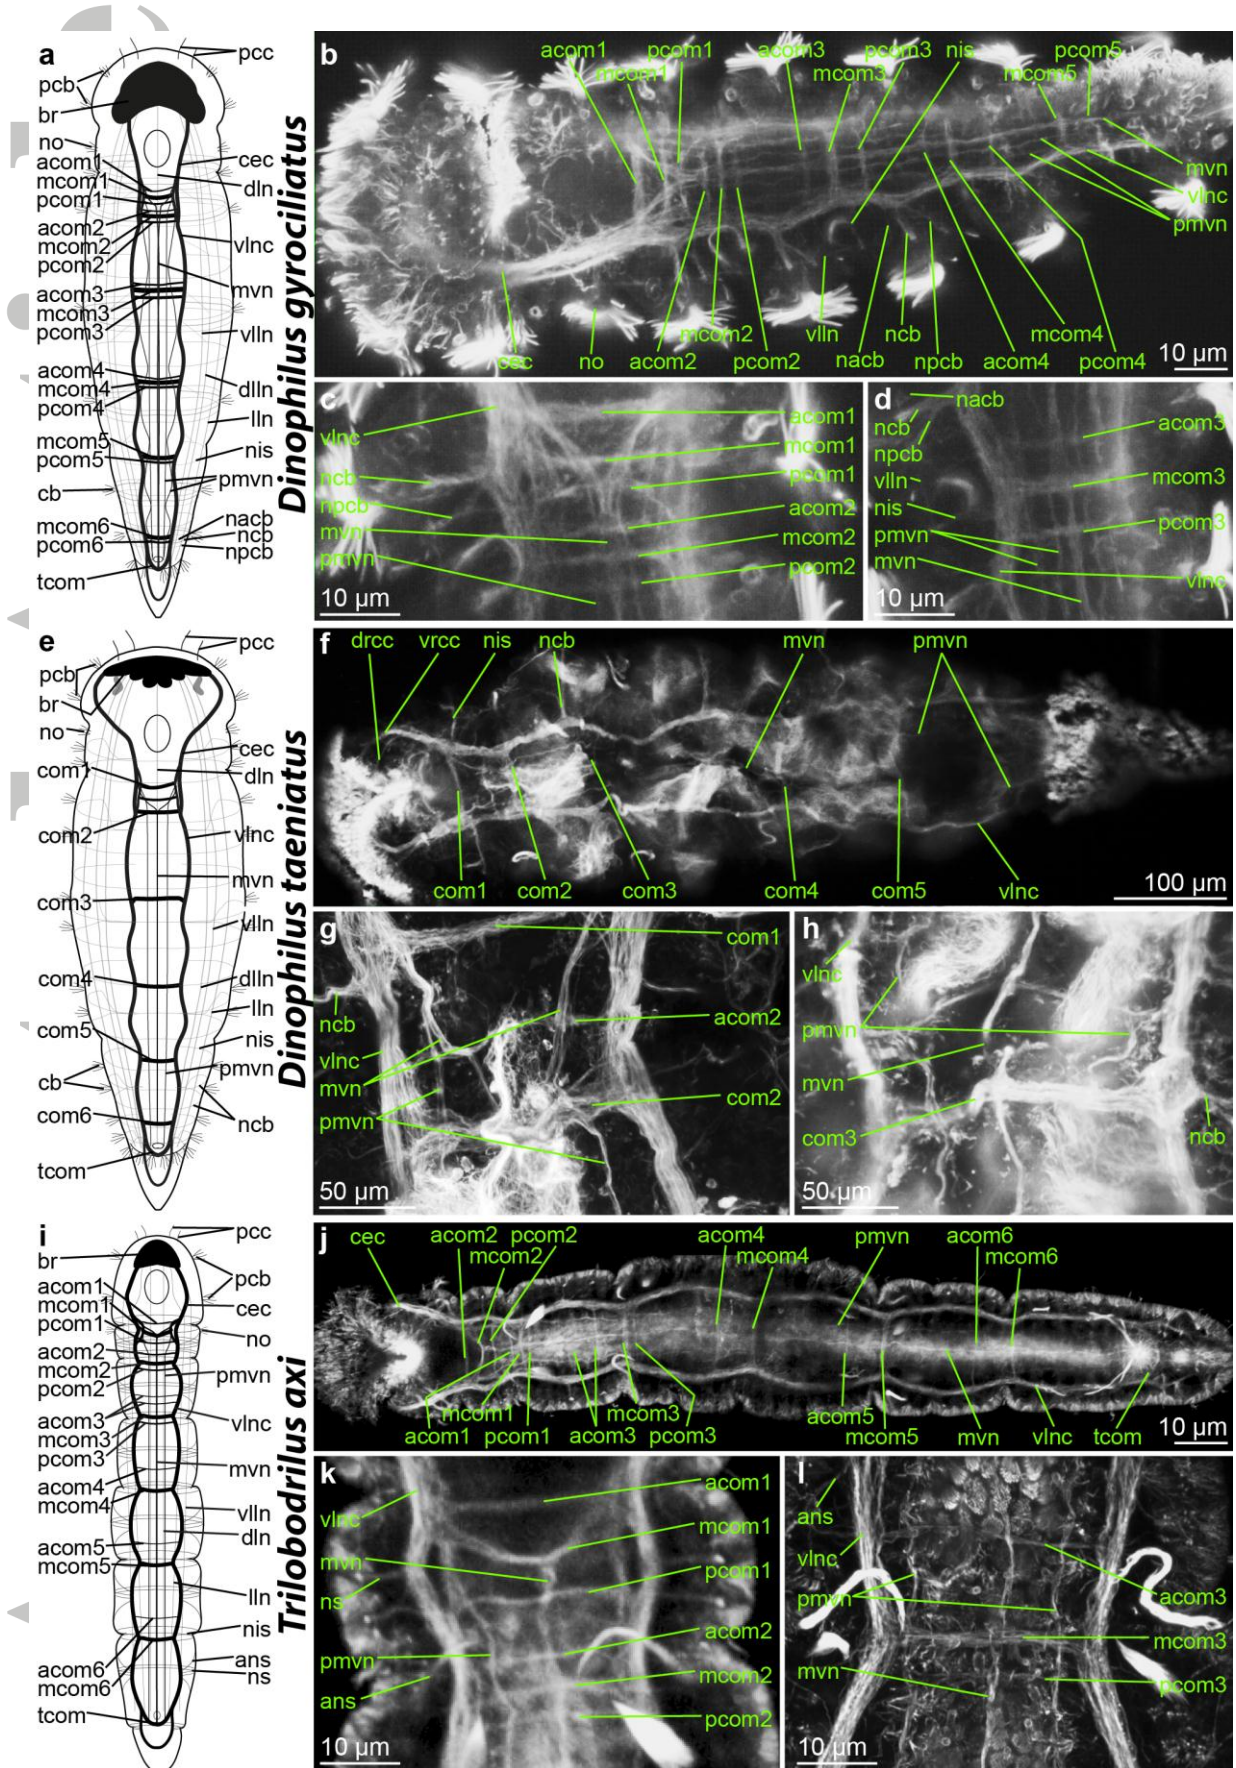 a
pcc
pcb
br
no
acom1
mcom1
pcom1
acom2
mcom2
pcom2
acom3
mcom3
pcom3
acom4
mcom4
pcom4
mcom5
pcom5
cb
mcom6
pcom6
tcom
cec
dln
vlnc
mvn
vlln
dlln
lln
nis
pmvn
nacb
ncb
npcb
Dinophilus gyrociliatus
b
acom1
pcom1
acom3
pcom3
nis
pcom5
mcom1
mcom3
mcom5
mvn
vlnc
pmvn
mcom2
vlln
ncb
mcom4
cec
no
acom2
pcom2
nacb
npcb
acom4
pcom4
10 µm
c
vlnc
ncb
npcb
mvn
pmvn
acom1
mcom1
pcom1
acom2
mcom2
pcom2
10 µm
d
nacb
ncb
npcb
vlln
nis
pmvn
mvn
acom3
mcom3
pcom3
vlnc
10 µm
e
pcc
pcb
br
no
com1
com2
com3
com4
com5
cb
com6
tcom
cec
dln
vlnc
mvn
vlln
dlln
lln
nis
pmvn
ncb
Dinophilus taeniatus
f
drcc
vrcc
nis
ncb
mvn
pmvn
com1
com2
com3
com4
com5
vlnc
100 µm
g
com1
ncb
acom2
vlnc
mvn
com2
pmvn
50 µm
h
vlnc
pmvn
mvn
com3
ncb
50 µm
i
pcc
br
pcb
acom1
mcom1
pcom1
acom2
mcom2
pcom2
acom3
mcom3
pcom3
acom4
mcom4
acom5
mcom5
acom6
mcom6
tcom
cec
no
pmvn
vlnc
mvn
vlln
dln
lln
nis
ans
ns
Trilobodrilus axi
j
cec
acom2
pcom2
mcom2
acom4
mcom4
pmvn
acom6
mcom6
mcom1
mcom3
acom5
acom1
pcom1
acom3
pcom3
mcom5
mvn
vlnc
tcom
10 µm
k
vlnc
mvn
ns
pmvn
ans
acom1
mcom1
pcom1
acom2
mcom2
pcom2
10 µm
l
ans
vlnc
pmvn
mvn
acom3
mcom3
pcom3
10 µm